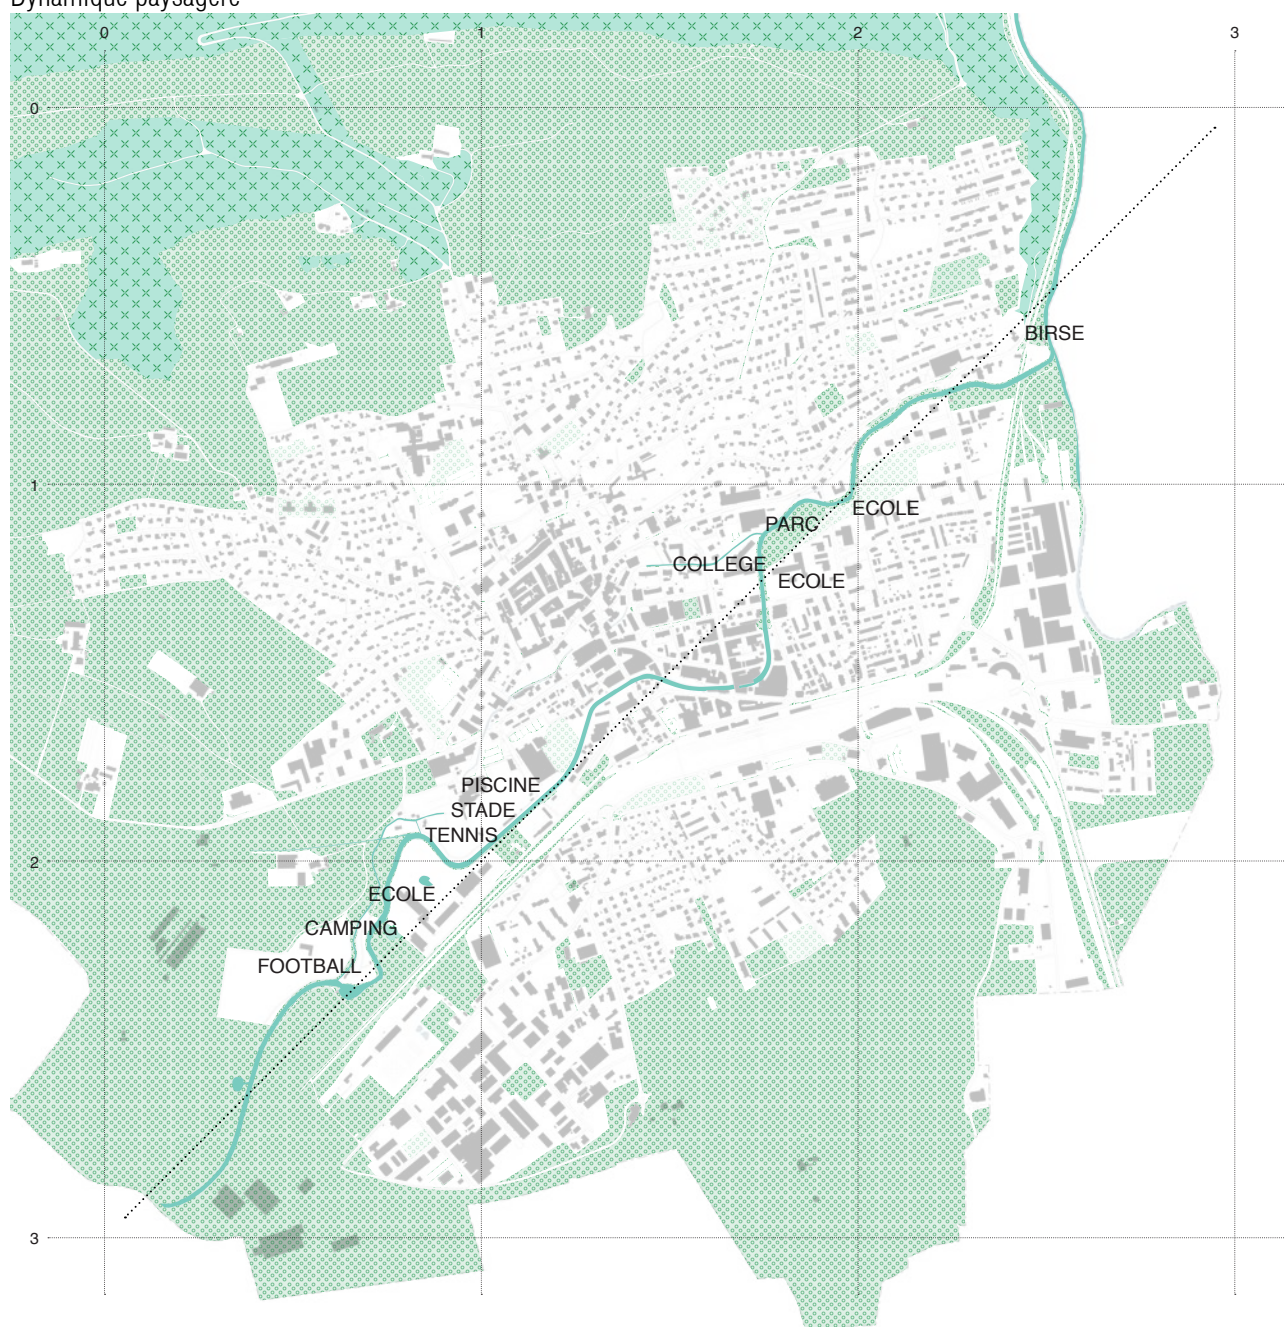 Dynamique paysagère
0 1 2 3
0
BIRSE
1
ECOLE
PARC
COLLEGE
ECOLE
PISCINE
STADE
TENNIS
2
ECOLE
CAMPING
FOOTBALL
3